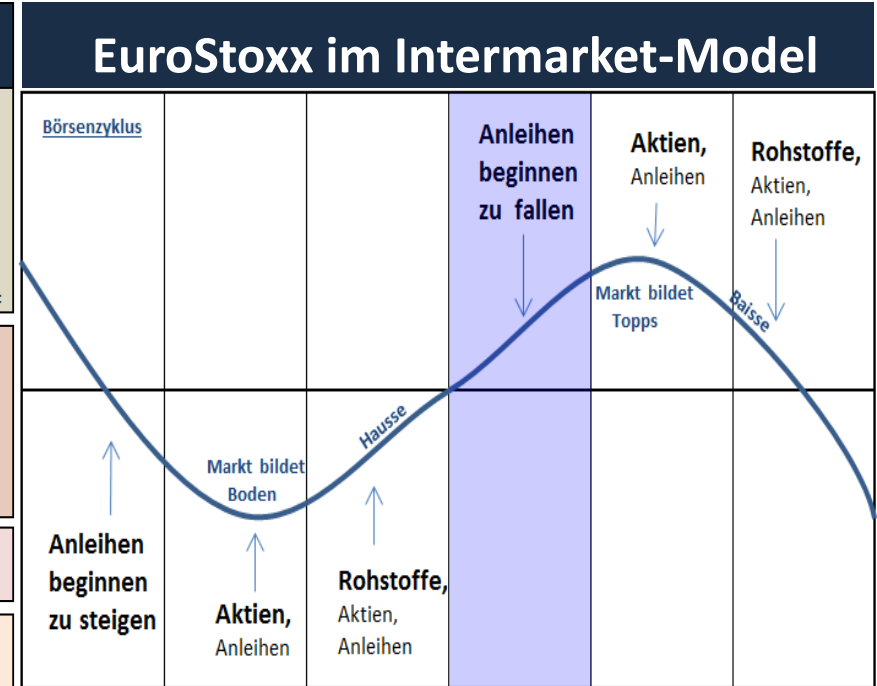 EuroStoxx im Intermarket-Model
Börsenzyklus
Anleihen
beginnen
zu fallen
Aktien,
Anleihen
Rohstoffe,
Aktien,
Anleihen
Markt bildet
Topps
Baisse
Hausse
Markt bildet
Boden
Anleihen
beginnen
zu steigen
Aktien,
Anleihen
Rohstoffe,
Aktien,
Anleihen